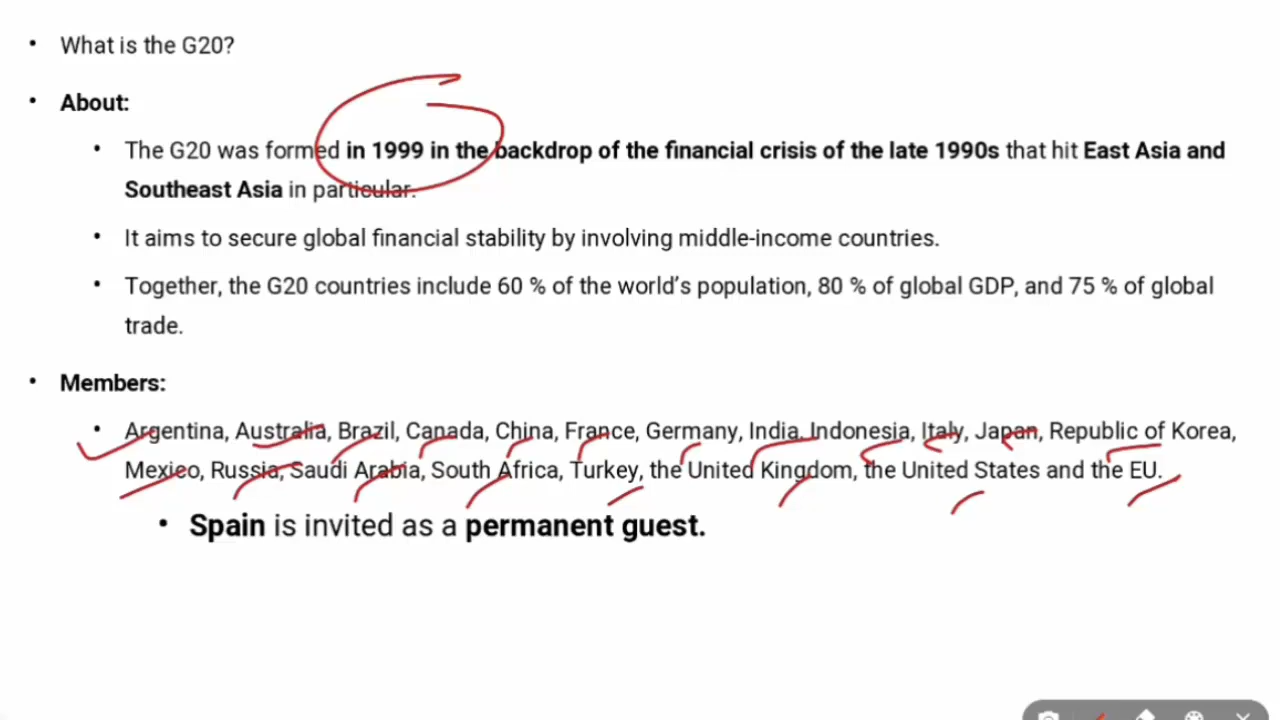 What is the G20?
About:
The G20 was formed in 1999 in the backdrop of the financial crisis of the late 1990s that hit East Asia and
Southeast Asia in particular.
It aims to secure global financial stability by involving middle-income countries.
Together, the G20 countries include 60 % of the world's population, 80 % of global GDP, and 75 % of global
trade.
Members:
Argentina, Australia, Brazil, Canada, China, France, Germany, India, Indonesia, Italy, Japan, Republic of Korea,
Mexico, Russia, Saudi Arabia, South Africa, Turkey, the United Kingdom, the United States and the EU.
Spain is invited as a permanent guest.